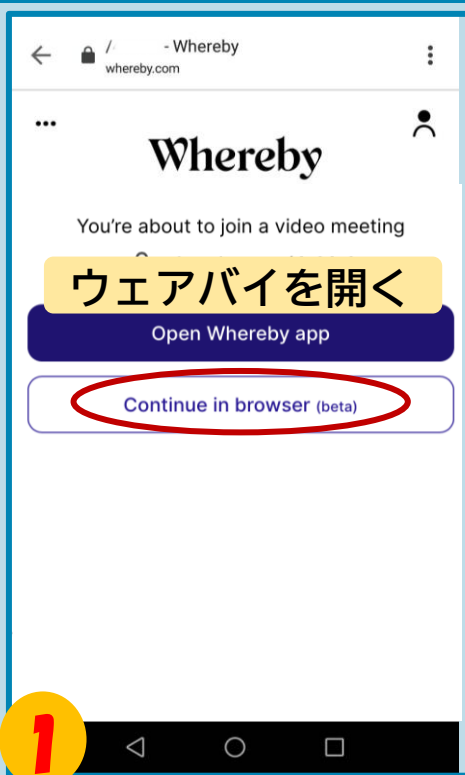 - Whereby
whereby.com
Whereby
You're about to join a video meeting
ウェアバイを開く
Open Whereby app
Continue in browser (beta)
1